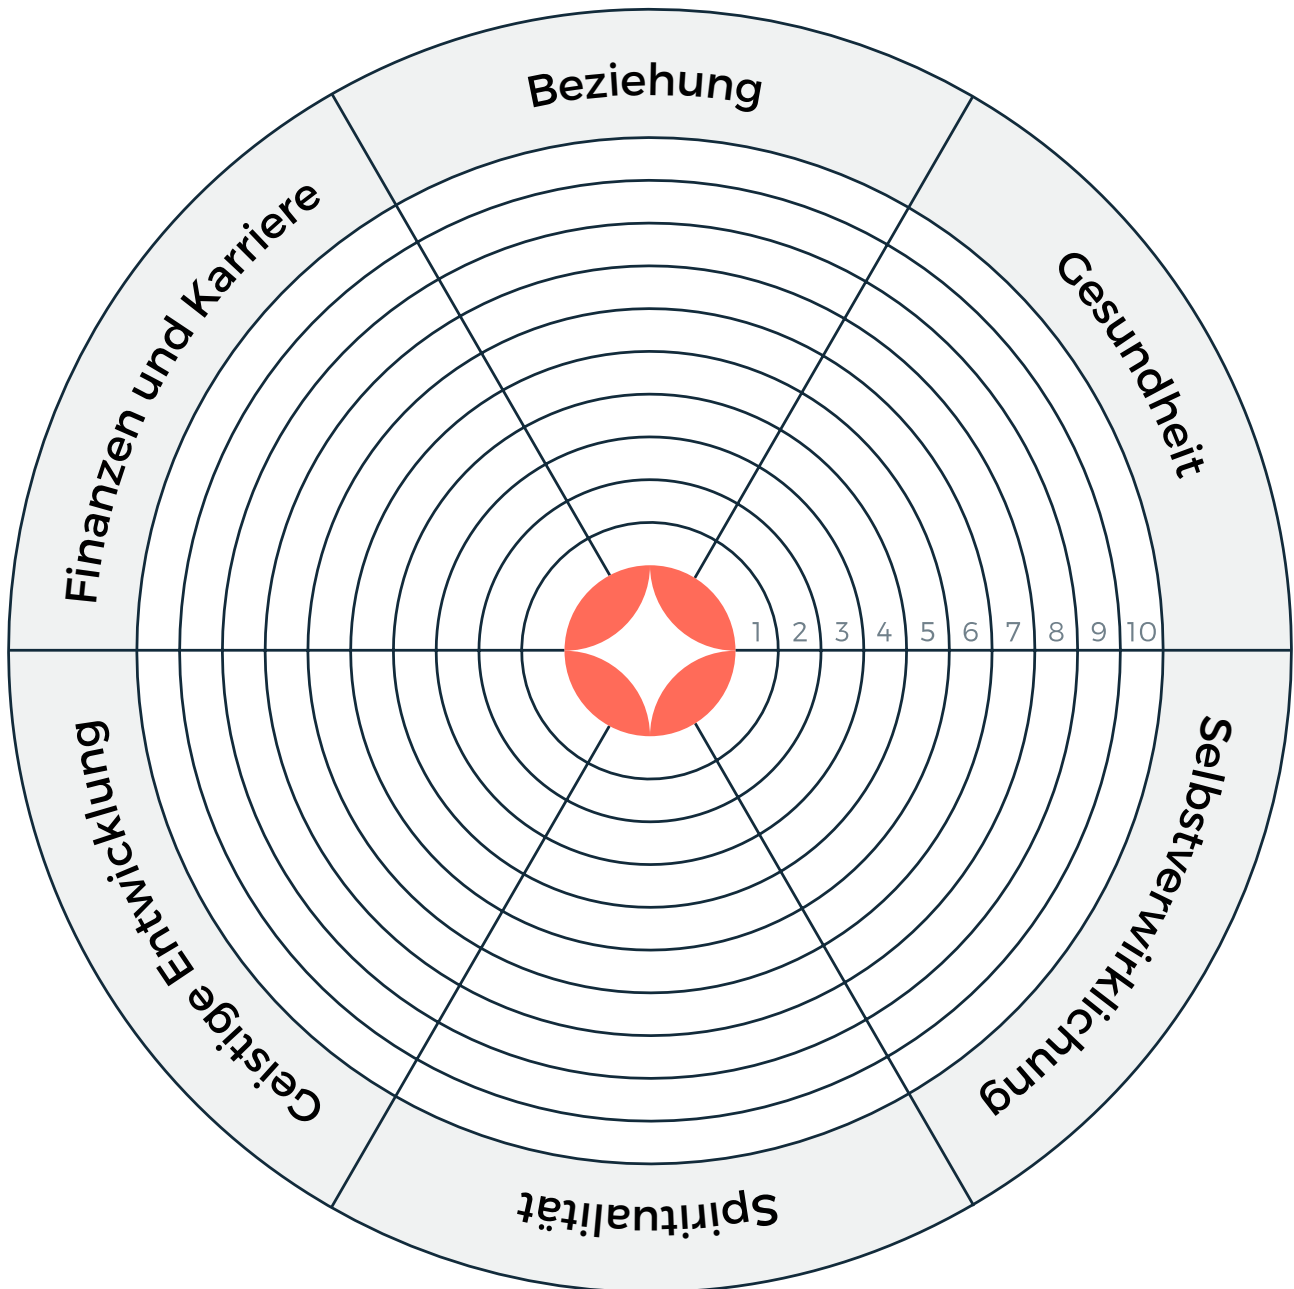 Beziehung
Gesundheit
Selbstverwirklichung
Spiritualität
Geistige Entwicklung
Finanzen und Karriere
1 2 3 4 5 6 7 8 9 10